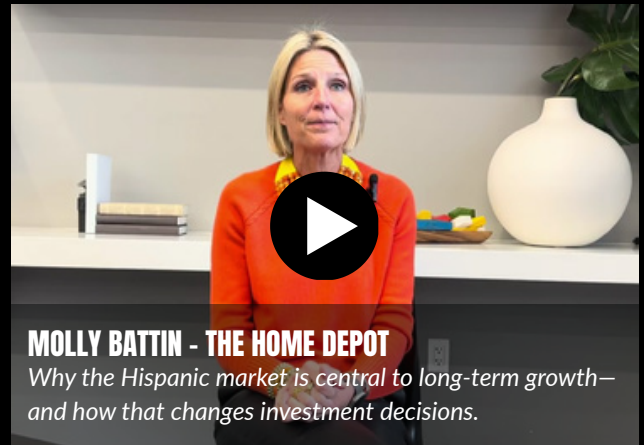 MOLLY BATTIN - THE HOME DEPOT
Why the Hispanic market is central to long-term growth—
and how that changes investment decisions.